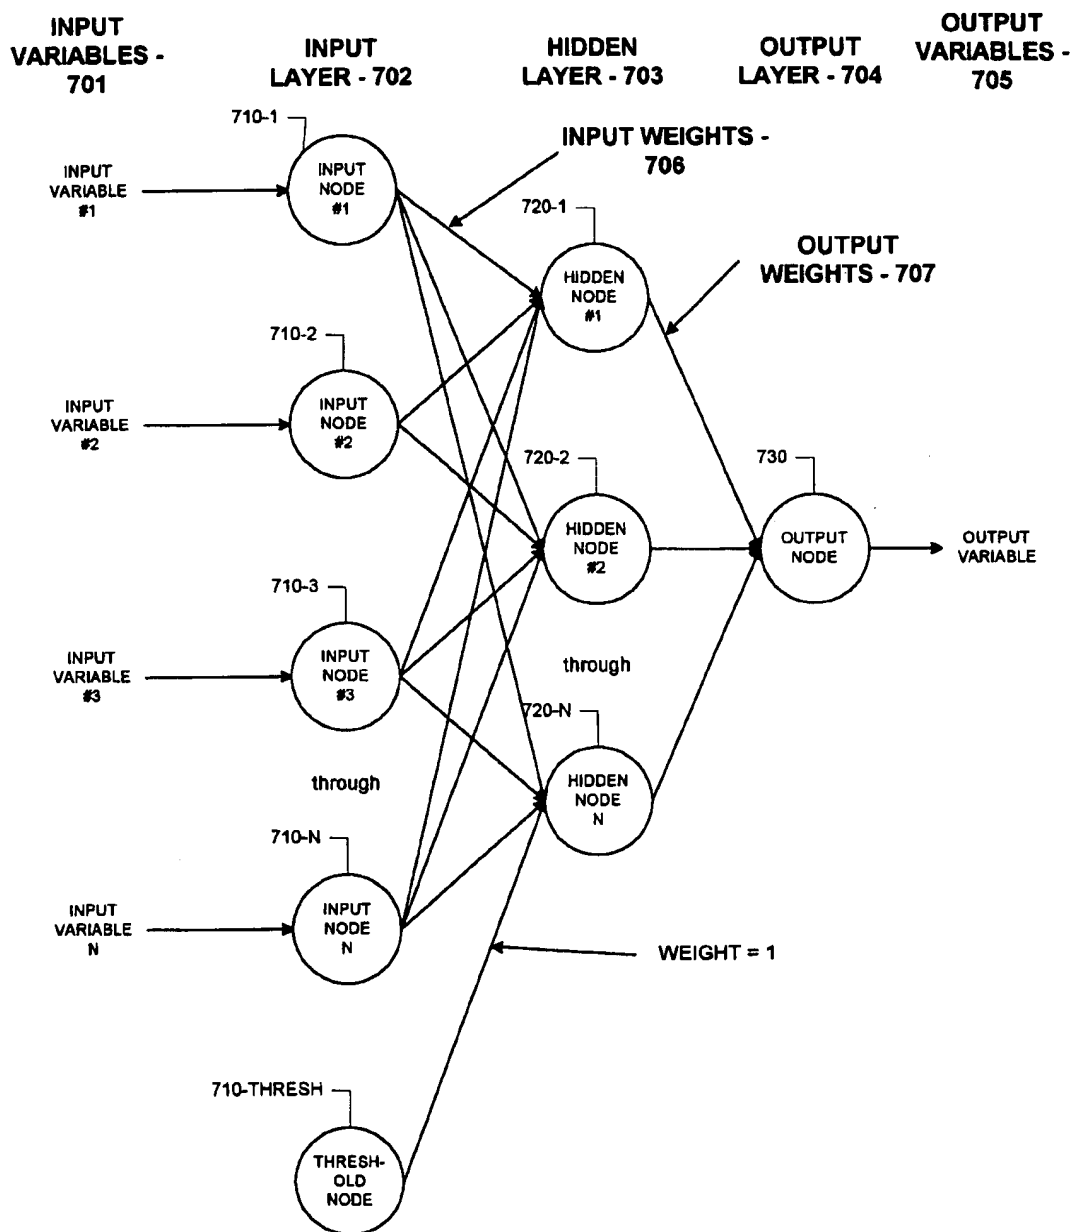 INPUT
VARIABLES -
701
INPUT
LAYER - 702
HIDDEN
LAYER - 703
OUTPUT
LAYER - 704
OUTPUT
VARIABLES -
705
710-1
INPUT
VARIABLE
#1
INPUT
NODE
#1
INPUT WEIGHTS -
706
720-1
HIDDEN
NODE
#1
OUTPUT
WEIGHTS - 707
710-2
INPUT
VARIABLE
#2
INPUT
NODE
#2
720-2
HIDDEN
NODE
#2
730
OUTPUT
NODE
OUTPUT
VARIABLE
710-3
INPUT
VARIABLE
#3
INPUT
NODE
#3
through
720-N
HIDDEN
NODE
N
through
710-N
INPUT
VARIABLE
N
INPUT
NODE
N
WEIGHT = 1
710-THRESH
THRESH-
OLD
NODE